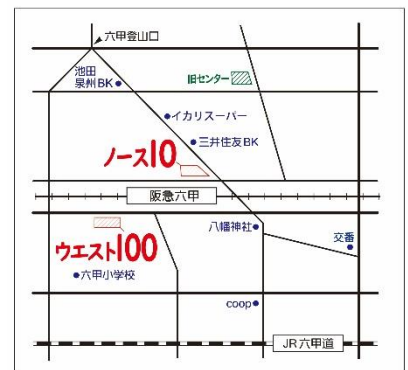 六甲登山口
池田
泉州BK
旧センター
イカリスーパー
三井住友BK
ノース10
阪急六甲
八幡神社
ウエスト100
交番
六甲小学校
coop
JR六甲道